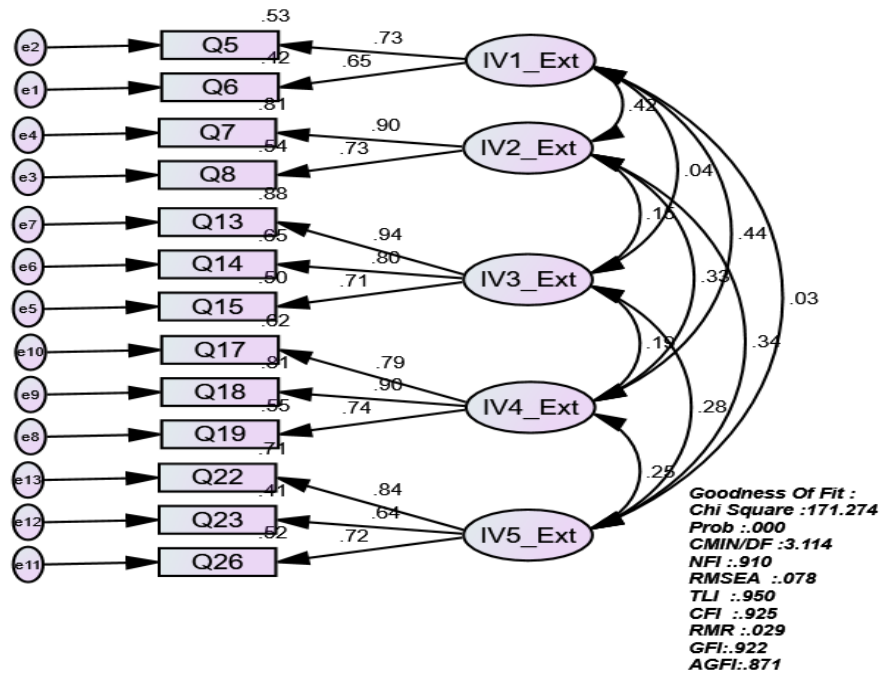 .53
e2 Q5 .73 IV1_Ext
.42
e1 Q6 .65
.81
.42
e4 Q7 .90 IV2_Ext
.54
e3 Q8 .73
.88
.04
.15
e7 Q13 .94
.65
.44
e6 Q14 .80 IV3_Ext
.50
.33
e5 Q15 .71
.62
.03
.19
.34
e10 Q17 .79
.81
e9 Q18 .90 IV4_Ext
.55
.28
e8 Q19 .74
.71
.25
e13 Q22 .84
.41
e12 Q23 .64 IV5_Ext
.52
e11 Q26 .72
Goodness Of Fit :
Chi Square :171.274
Prob :.000
CMIN/DF :3.114
NFI :.910
RMSEA :.078
TLI :.950
CFI :.925
RMR :.029
GFI:.922
AGFI:.871